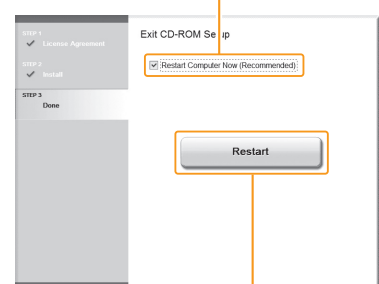 Exit CD-ROM Setup
STEP 1
License Agreement
Restart Computer Now (Recommended)
STEP 2
Install
STEP 3
Done
Restart